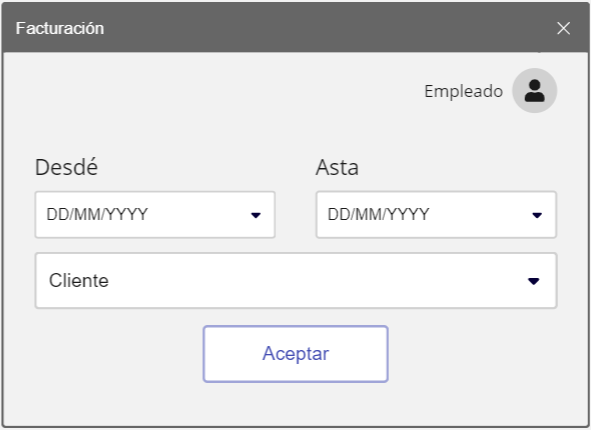 Facturación
Empleado
Desdé
Asta
DD/MM/YYYY
DD/MM/YYYY
Cliente
Aceptar